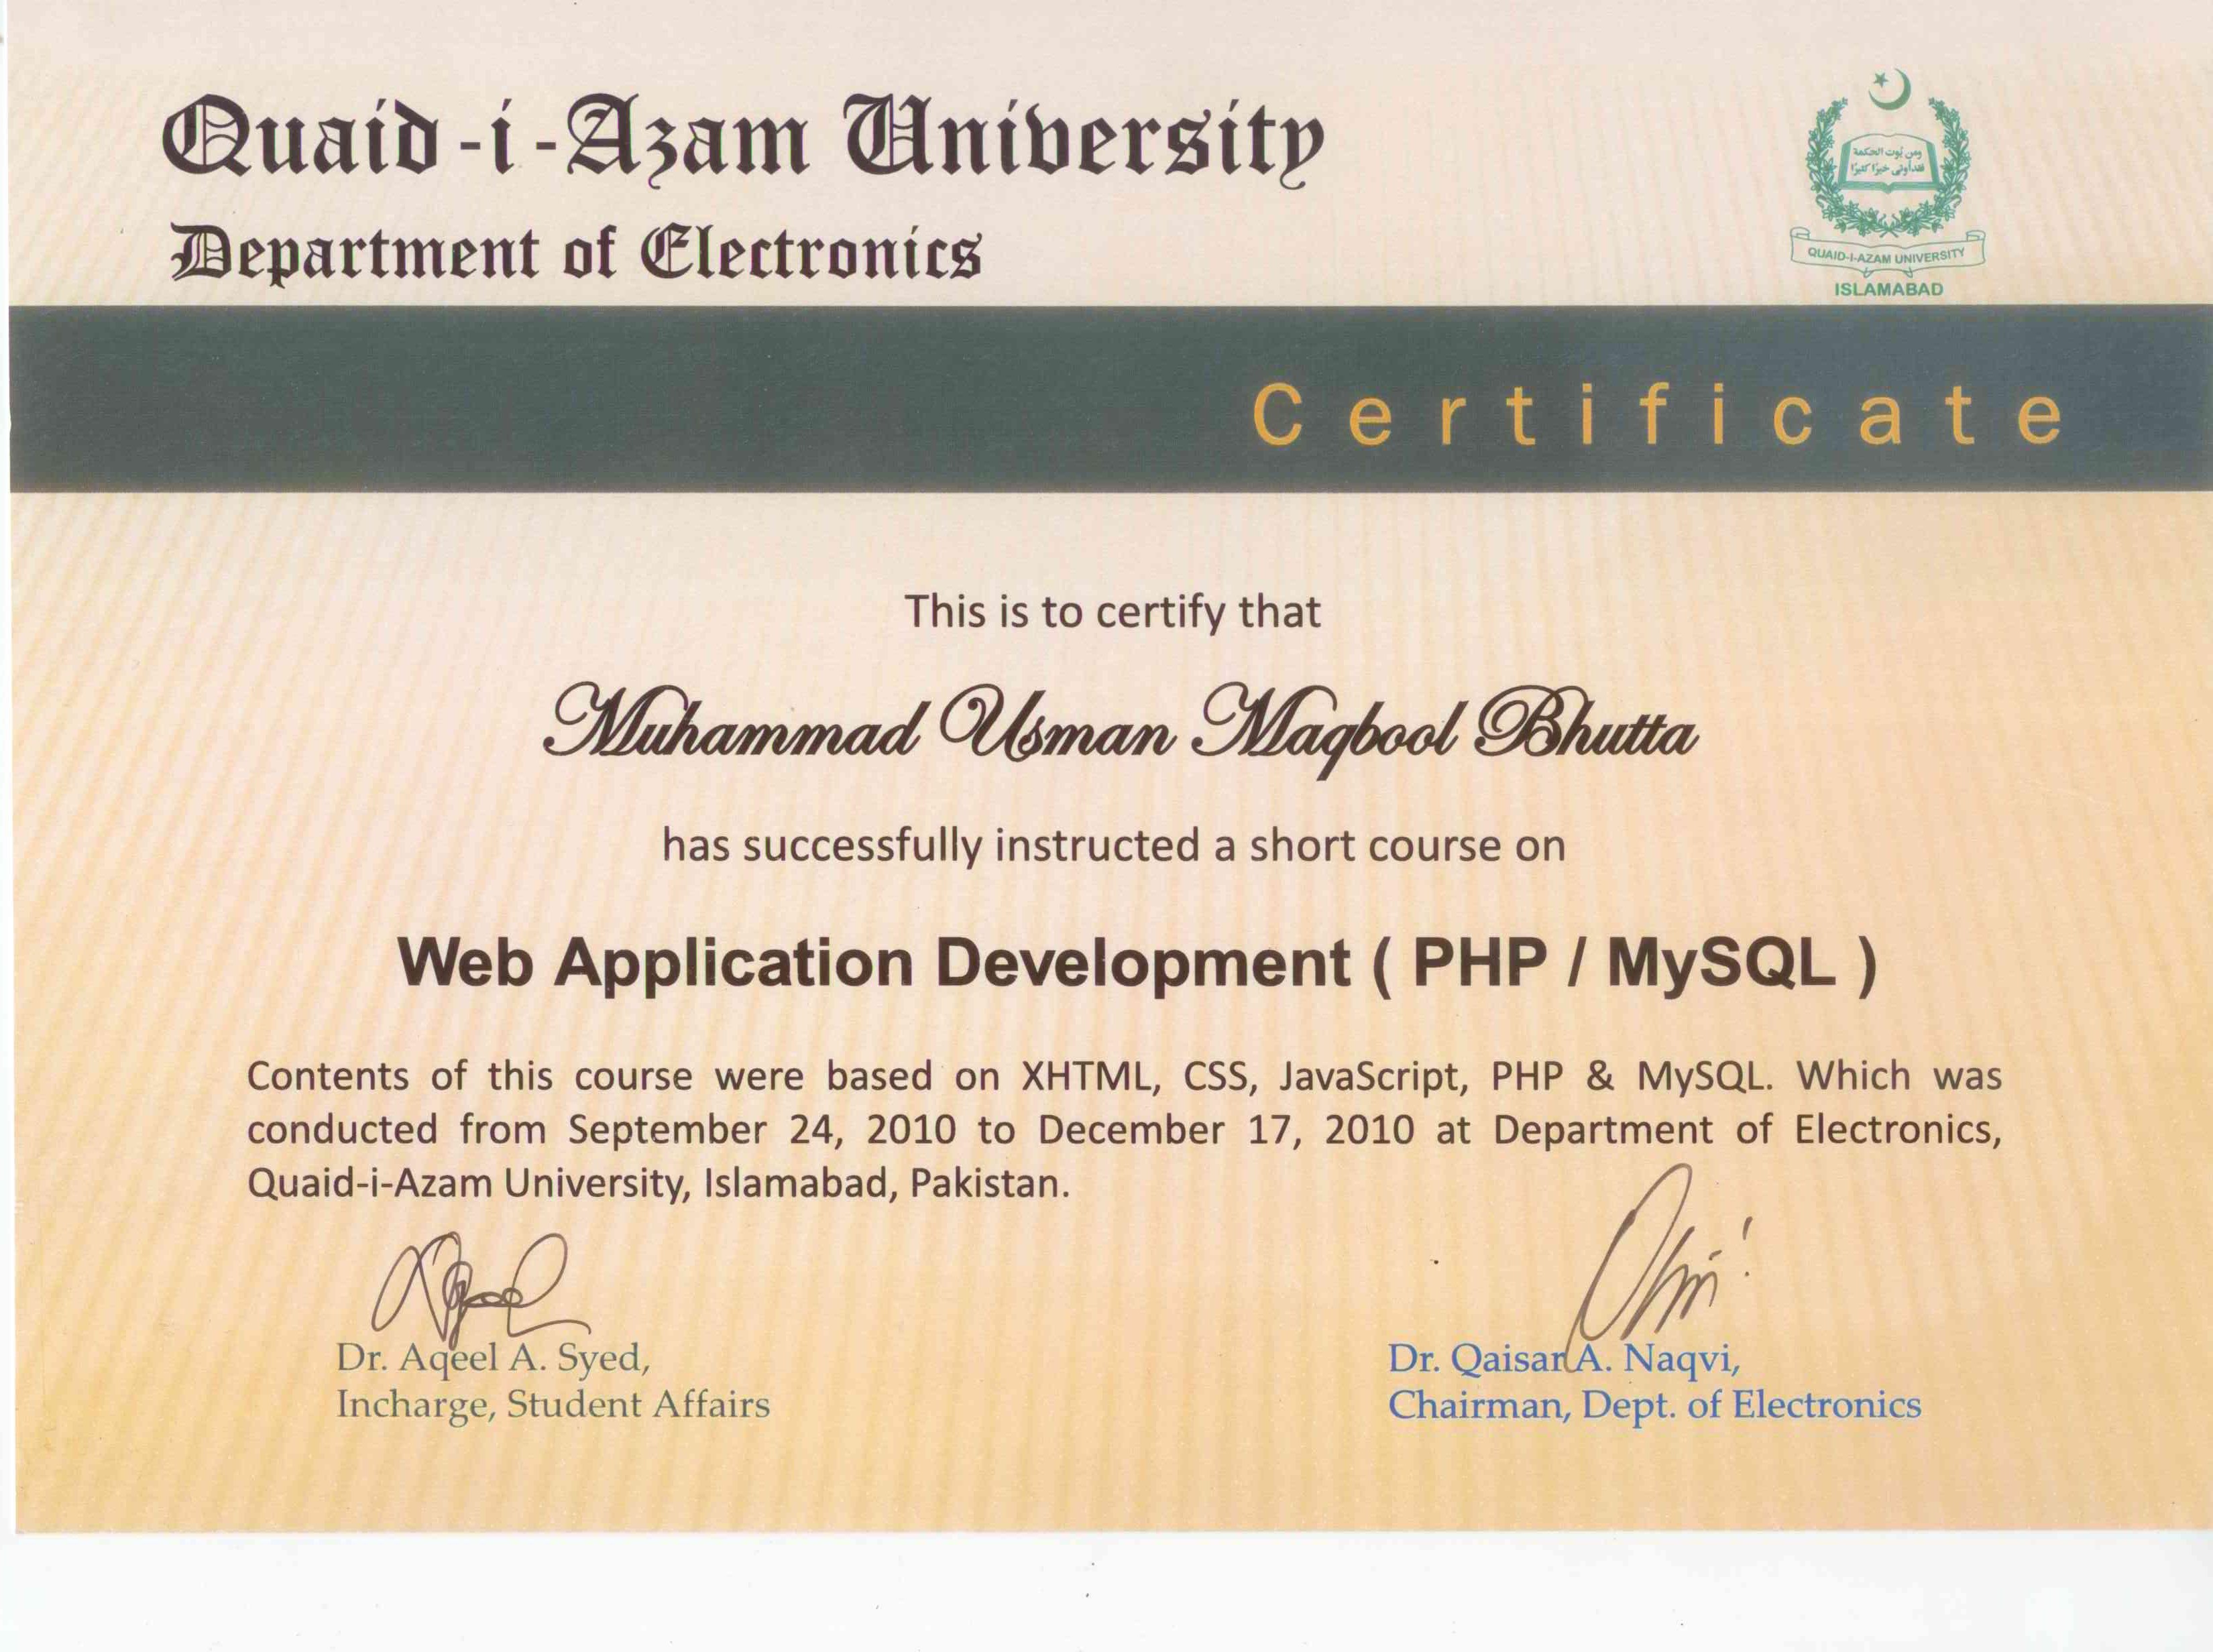 Quaid-i-Azam University
Department of Electronics
ومن يُوت الحكمة
فقد أوتى خيرًا كثيرًا
QUAID-I-AZAM UNIVERSITY
ISLAMABAD
Certificate
This is to certify that
Muhammad Usman Maqbool Bhutta
has successfully instructed a short course on
Web Application Development ( PHP / MySQL )
Contents of this course were based on XHTML, CSS, JavaScript, PHP & MySQL. Which was
conducted from September 24, 2010 to December 17, 2010 at Department of Electronics,
Quaid-i-Azam University, Islamabad, Pakistan.
Dr. Aqeel A. Syed,
Incharge, Student Affairs
Dr. Qaisar A. Naqvi,
Chairman, Dept. of Electronics